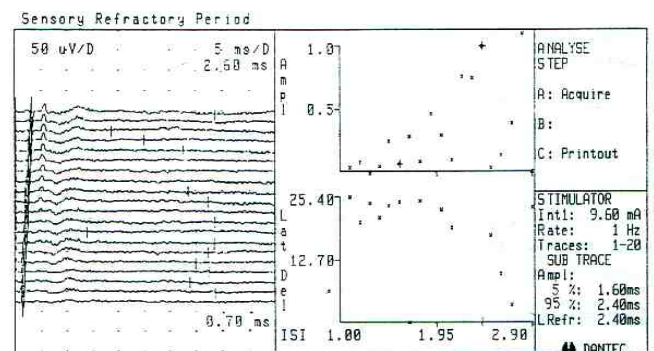 Sensory Refractory Period
50 uV/D
5 ms/D
2.60 ms
0.70 ms
Ampl
1.0
0.5
Lat Del
25.40
12.70
ISI
1.00
1.95
2.90
ANALYSE
STEP
A: Acquire
B:
C: Printout
STIMULATOR
Int1: 9.60 mA
Rate: 1 Hz
Traces: 1-20
SUB TRACE
Ampl:
5 %: 1.60ms
95 %: 2.40ms
LRefr: 2.40ms
DANTEC